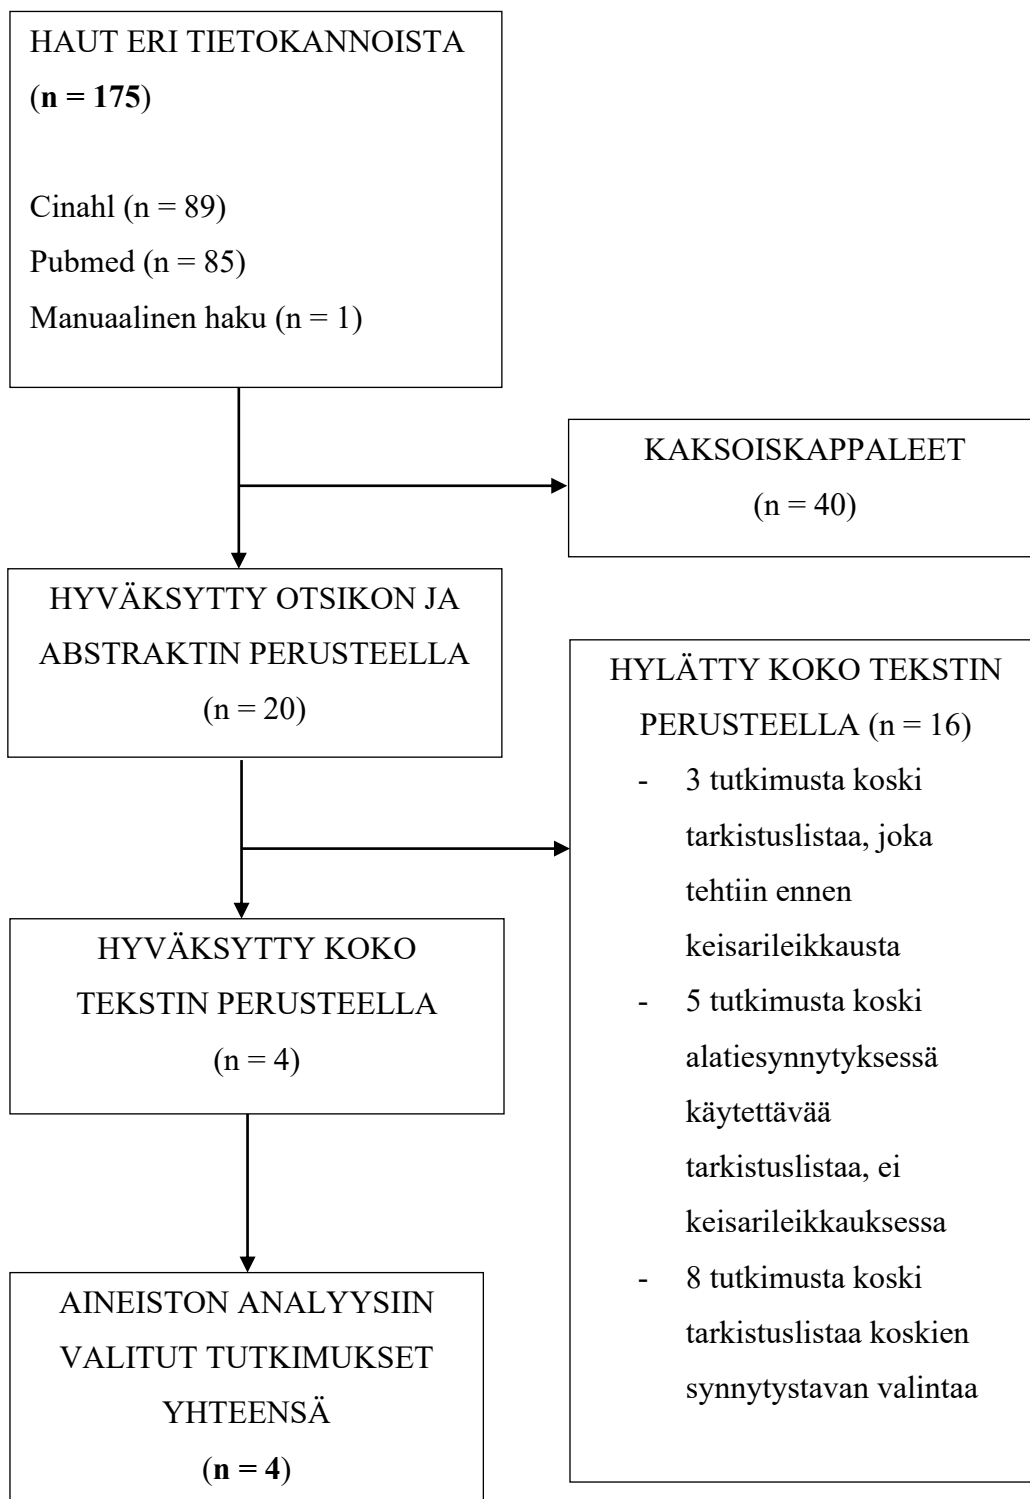 HAUT ERI TIETOKANNOISTA
(n = 175)
Cinahl (n = 89)
Pubmed (n = 85)
Manuaalinen haku (n = 1)
KAKSOISKAPPALEET
(n = 40)
HYVÄKSYTTY OTSIKON JA
ABSTRAKTIN PERUSTEELLA
(n = 20)
HYLÄTTY KOKO TEKSTIN
PERUSTEELLA (n = 16)
- 3 tutkimusta koski
tarkistuslistaa, joka
tehtiin ennen
keisarileikkausta
- 5 tutkimusta koski
alatiesynnytyksessä
käytettävää
tarkistuslistaa, ei
keisarileikkauksessa
- 8 tutkimusta koski
tarkistuslistaa koskien
synnytystavan valintaa
HYVÄKSYTTY KOKO
TEKSTIN PERUSTEELLA
(n = 4)
AINEISTON ANALYYSIIN
VALITUT TUTKIMUKSET
YHTEENSÄ
(n = 4)